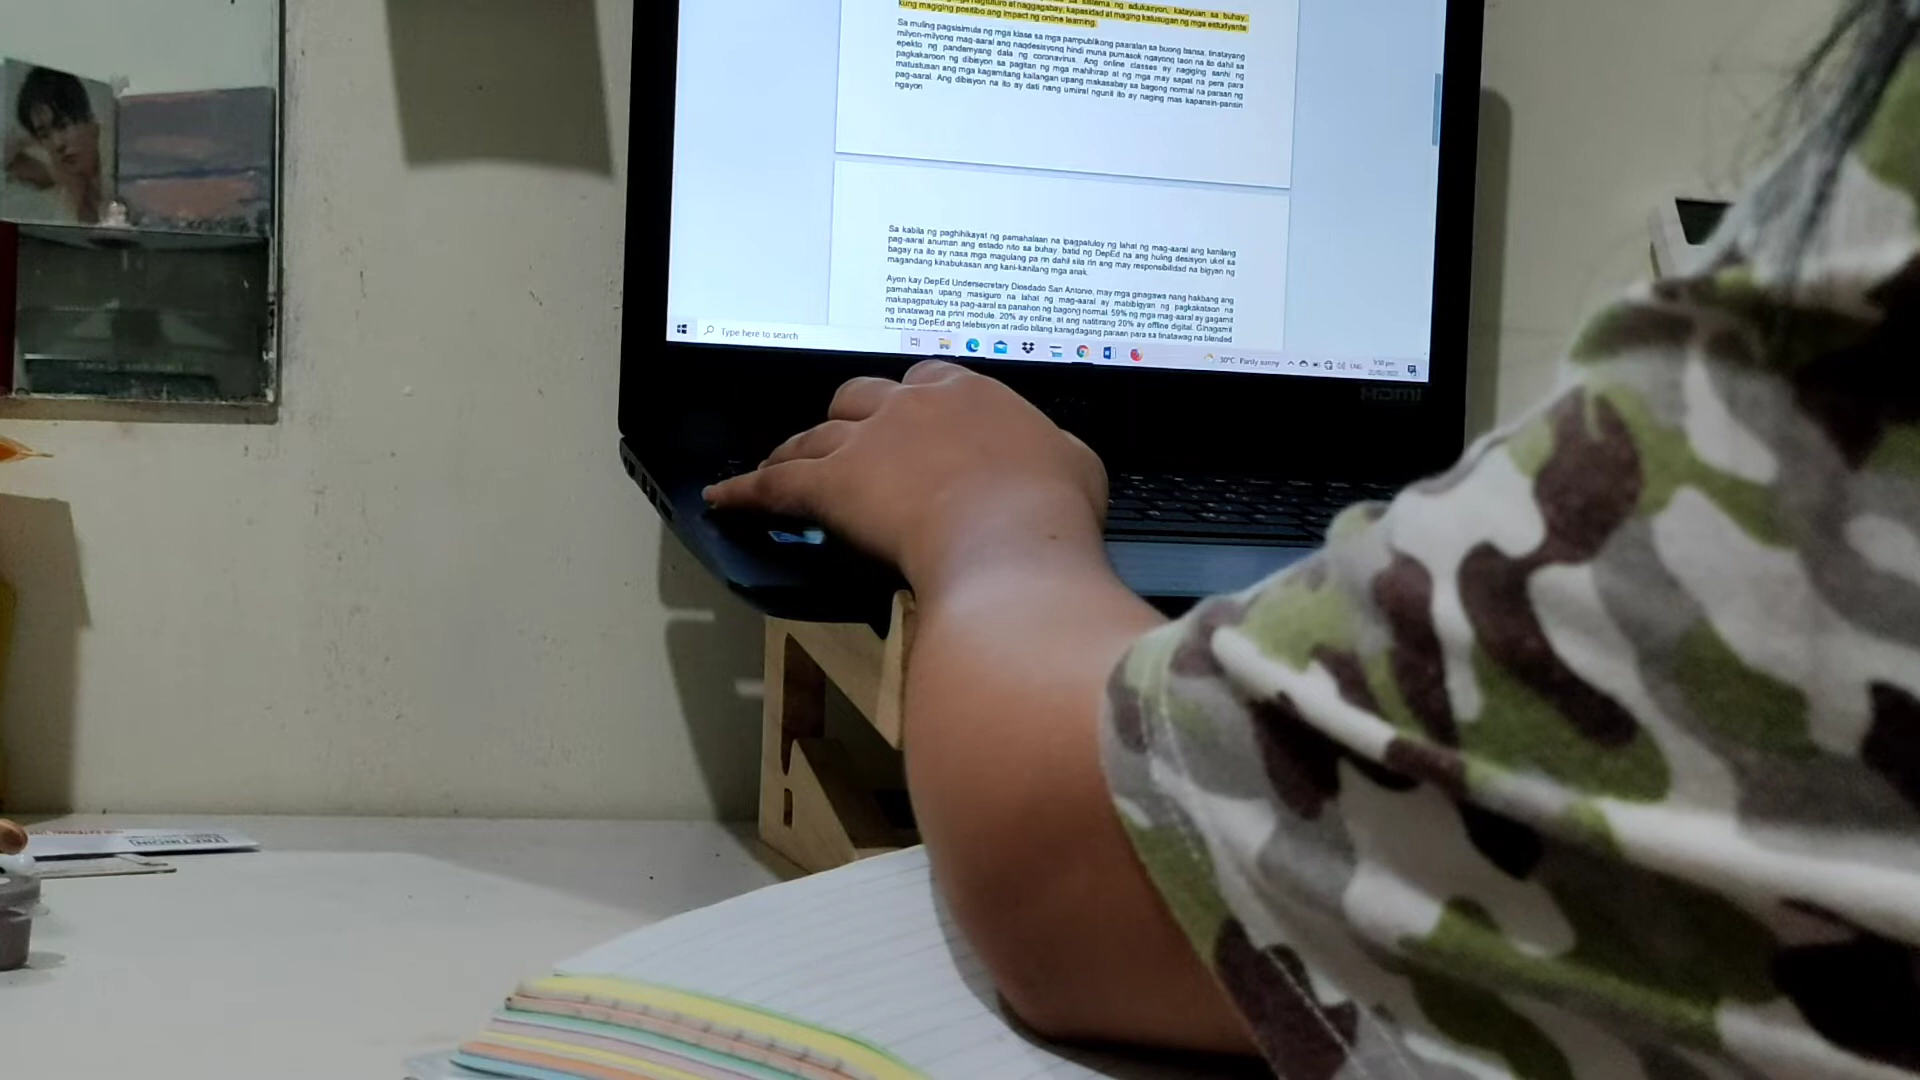 kung magiging positibo ang impact ng online learning.
Sa muling pagsisimula ng mga klase sa mga pampublikong paaralan sa buong bansa, tinatayang
milyon-milyong mag-aaral ang nagdesisyong hindi muna pumasok ngayong taon na ito dahil sa
epekto ng pandemyang dala ng coronavirus. Ang online classes ay nagiging sanhi ng
pagkakaroon ng dibisyon sa pagitan ng mga mahihirap at ng mga may sapat na pera para
matustusan ang mga kagamitang kailangan upang makasabay sa bagong normal na paraan ng
pag-aaral. Ang dibisyon na ito ay dati nang umiiral ngunit ito ay naging mas kapansin-pansin
ngayon
Sa kabila ng paghihikayat ng pamahalaan na ipagpatuloy ng lahat ng mag-aaral ang kanilang
pag-aaral anuman ang estado nito sa buhay, batid ng DepEd na ang huling desisyon ukol sa
bagay na ito ay nasa mga magulang pa rin dahil sila rin ang may responsibilidad na bigyan ng
magandang kinabukasan ang kani-kanilang mga anak.
Ayon kay DepEd Undersecretary Diosdado San Antonio, may mga ginagawa nang hakbang ang
pamahalaan upang masiguro na lahat ng mag-aaral ay mabibigyan ng pagkakataon na
makapagpatuloy sa pag-aaral sa panahon ng bagong normal. 59% ng mga mag-aaral ay gagamit
ng tinatawag na print module, 20% ay online, at ang natitirang 20% ay offline digital. Ginagamit
na rin ng DepEd ang telebisyon at radio bilang karagdagang paraan para sa tinatawag na blended
Type here to search
30°C Partly sunny
ENG